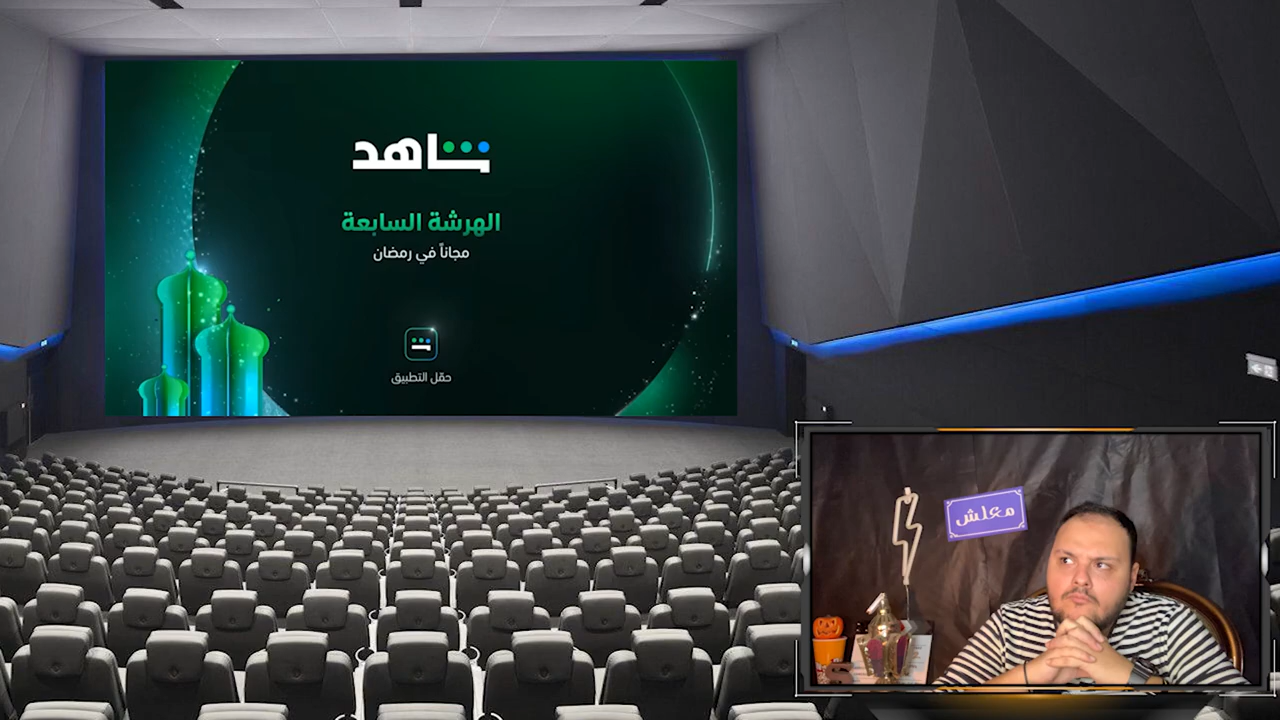 شاهد
الهرشة السابعة
مجاناً في رمضان
حمّل التطبيق
معلش